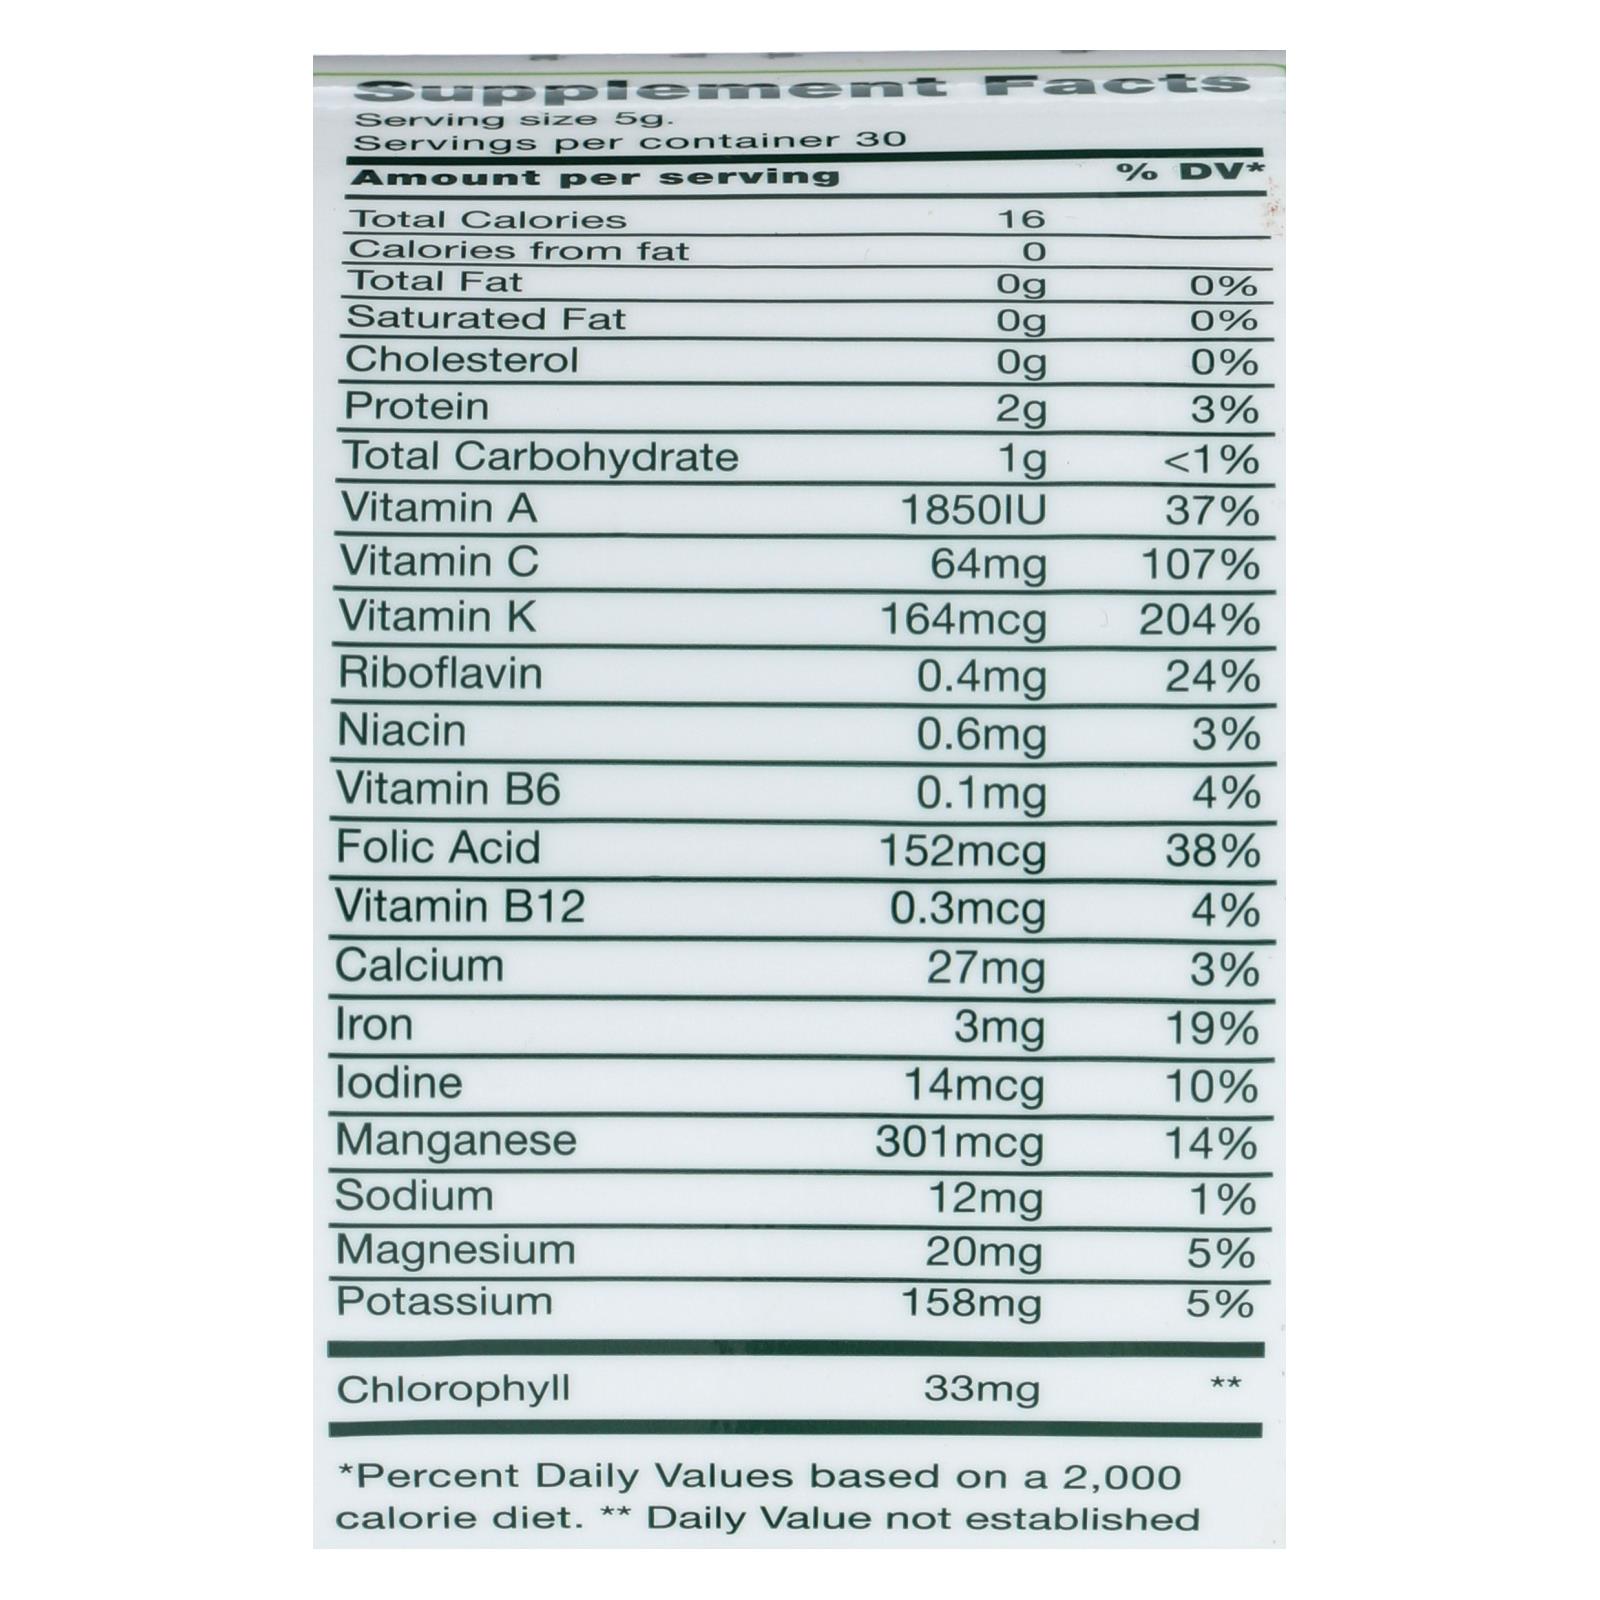 Supplement Facts
Serving size 5g.
Servings per container 30
Amount per serving % DV*
Total Calories 16
Calories from fat 0
Total Fat 0g 0%
Saturated Fat 0g 0%
Cholesterol 0g 0%
Protein 2g 3%
Total Carbohydrate 1g <1%
Vitamin A 1850IU 37%
Vitamin C 64mg 107%
Vitamin K 164mcg 204%
Riboflavin 0.4mg 24%
Niacin 0.6mg 3%
Vitamin B6 0.1mg 4%
Folic Acid 152mcg 38%
Vitamin B12 0.3mcg 4%
Calcium 27mg 3%
Iron 3mg 19%
Iodine 14mcg 10%
Manganese 301mcg 14%
Sodium 12mg 1%
Magnesium 20mg 5%
Potassium 158mg 5%
Chlorophyll 33mg **
*Percent Daily Values based on a 2,000
calorie diet. ** Daily Value not established